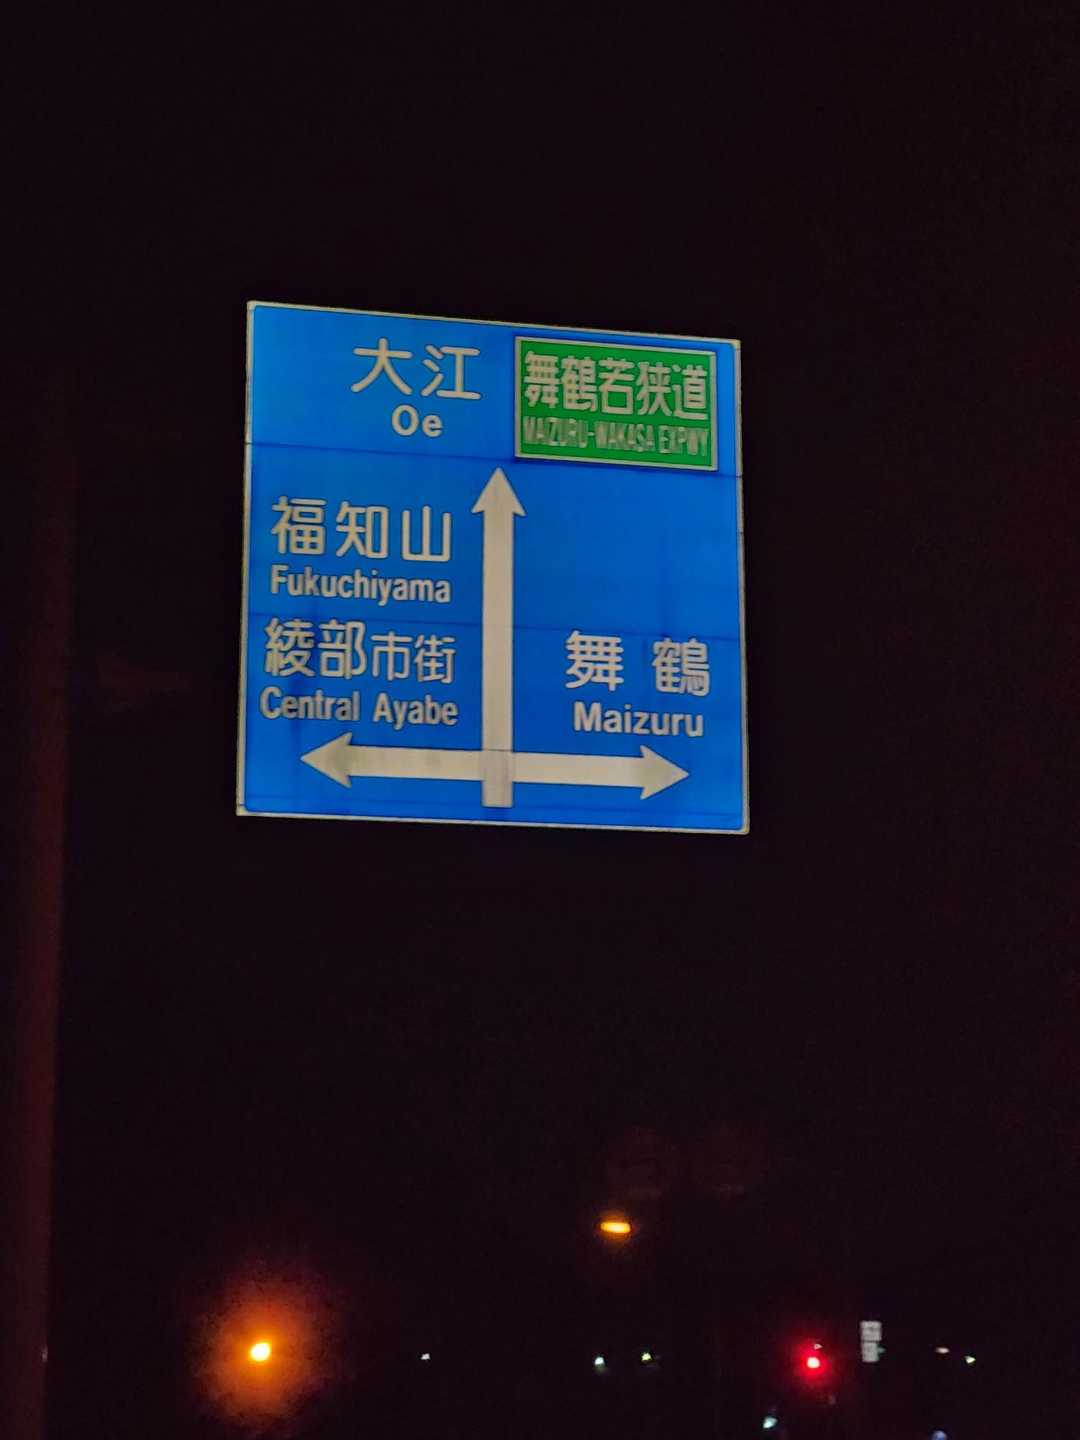 大江
Oe
舞鶴若狭道
MAIZURU-WAKASA EXPWY
福知山
Fukuchiyama
綾部市街
Central Ayabe
舞鶴
Maizuru